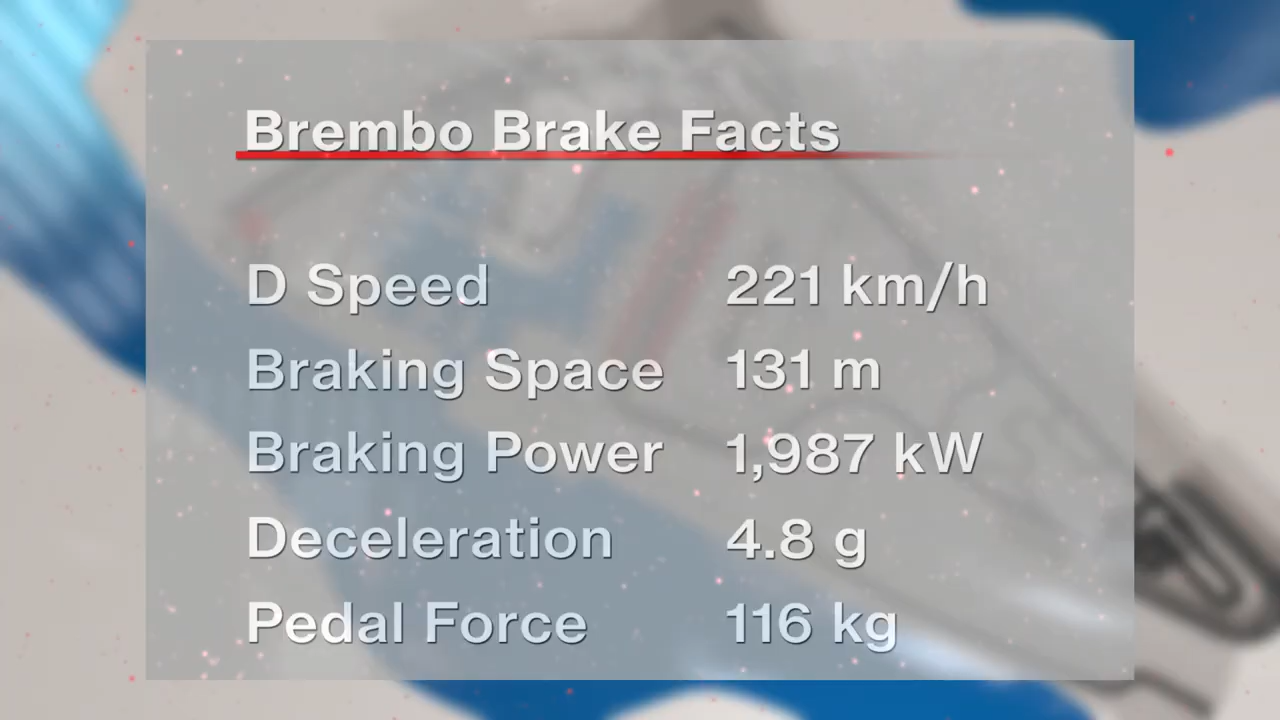 Brembo Brake Facts
D Speed 221 km/h
Braking Space 131 m
Braking Power 1,987 kW
Deceleration 4.8 g
Pedal Force 116 kg